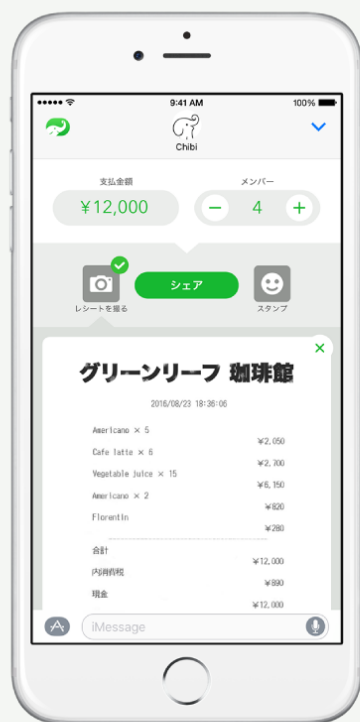 9:41 AM
100%
Chibi
支払金額
メンバー
¥12,000
− 4 +
シェア
レシートを撮る
スタンプ
グリーンリーフ 珈琲館
2016/08/23 18:36:06
Americano × 5
¥2,050
Cafe latte × 6
¥2,700
Vegetable juice × 15
¥6,150
Americano × 2
¥820
Florentin
¥280
合計
¥12,000
内消費税
¥890
現金
¥12,000
iMessage